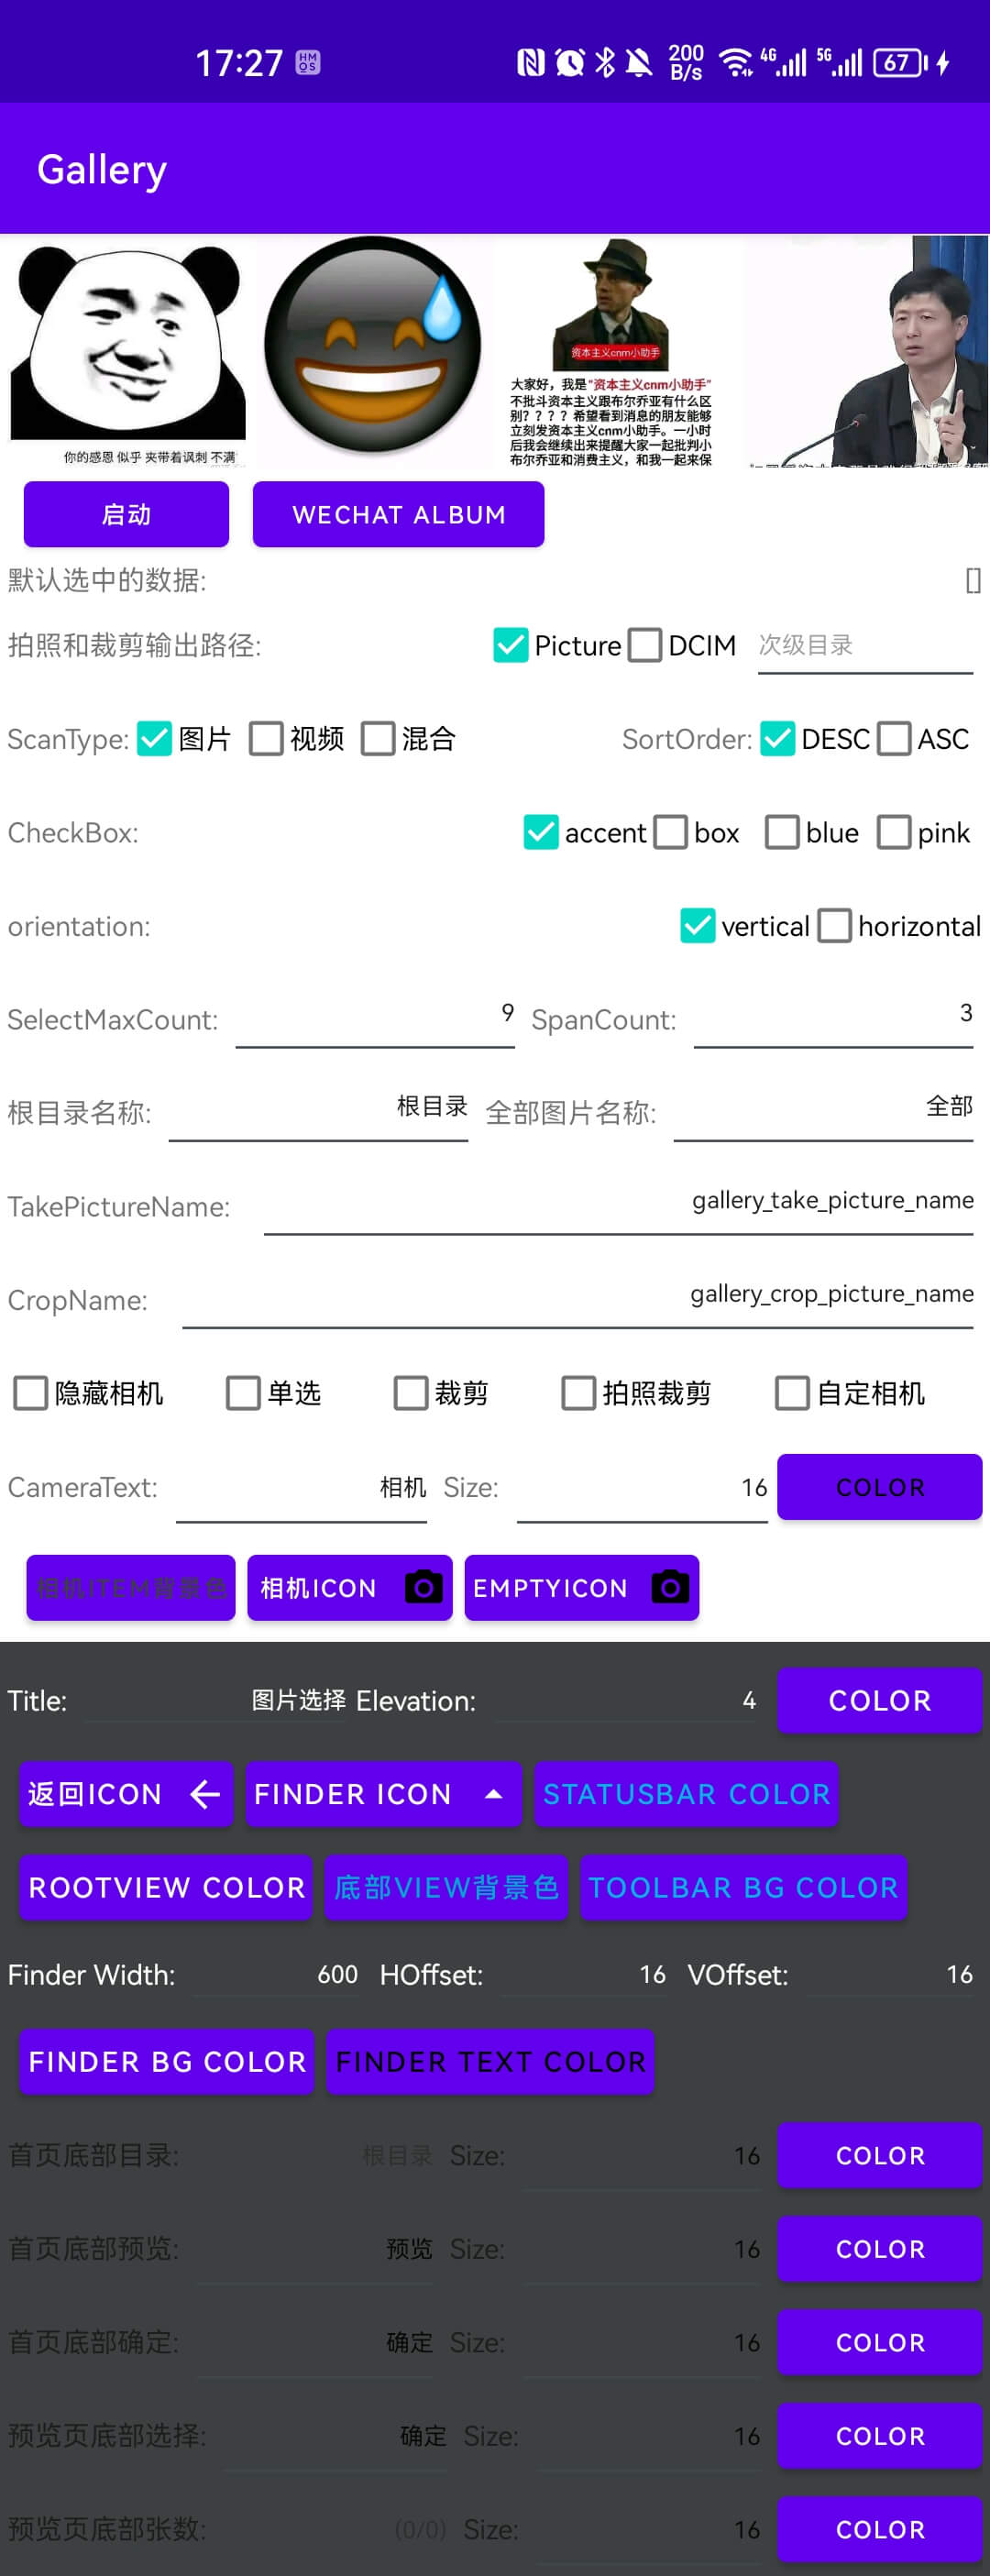 17:27 HM OS 200 B/s 4G 5G 67
Gallery
你的感恩 似乎 夹带着讽刺 不满
资本主义cnm小助手
大家好，我是"资本主义cnm小助手"
不批斗资本主义跟布尔乔亚有什么区
别？？？？希望看到消息的朋友能够
立刻发资本主义cnm小助手。一小时
后我会继续出来提醒大家一起批判小
布尔乔亚和消费主义，和我一起来保
启动 WECHAT ALBUM
默认选中的数据: []
拍照和裁剪输出路径: Picture DCIM 次级目录
ScanType: 图片 视频 混合 SortOrder: DESC ASC
CheckBox: accent box blue pink
orientation: vertical horizontal
SelectMaxCount: 9 SpanCount: 3
根目录名称: 根目录 全部图片名称: 全部
TakePictureName: gallery_take_picture_name
CropName: gallery_crop_picture_name
隐藏相机 单选 裁剪 拍照裁剪 自定相机
CameraText: 相机 Size: 16 COLOR
相机ITEM背景色 相机ICON EMPTYICON
Title: 图片选择 Elevation: 4 COLOR
返回ICON FINDER ICON STATUSBAR COLOR
ROOTVIEW COLOR 底部VIEW背景色 TOOLBAR BG COLOR
Finder Width: 600 HOffset: 16 VOffset: 16
FINDER BG COLOR FINDER TEXT COLOR
首页底部目录: 根目录 Size: 16 COLOR
首页底部预览: 预览 Size: 16 COLOR
首页底部确定: 确定 Size: 16 COLOR
预览页底部选择: 确定 Size: 16 COLOR
预览页底部张数: (0/0) Size: 16 COLOR